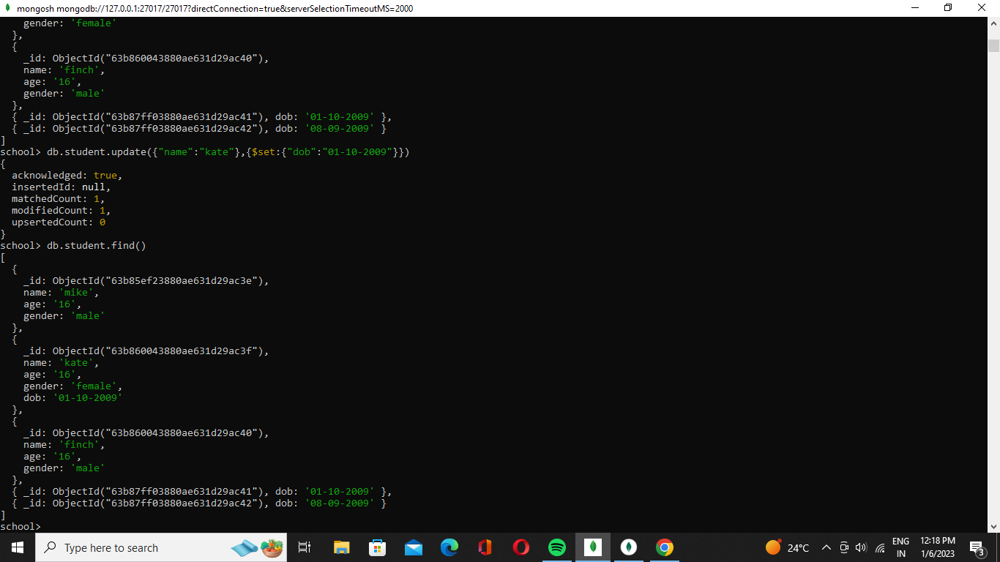 mongosh mongodb://127.0.0.1:27017/27017?directConnection=true&serverSelectionTimeoutMS=2000
gender: 'female'
},
{
_id: ObjectId("63b860043880ae631d29ac40"),
name: 'finch',
age: '16',
gender: 'male'
},
{ _id: ObjectId("63b87ff03880ae631d29ac41"), dob: '01-10-2009' },
{ _id: ObjectId("63b87ff03880ae631d29ac42"), dob: '08-09-2009' }
]
school> db.student.update({"name":"kate"},{$set:{"dob":"01-10-2009"}})
{
acknowledged: true,
insertedId: null,
matchedCount: 1,
modifiedCount: 1,
upsertedCount: 0
}
school> db.student.find()
[
{
_id: ObjectId("63b85ef23880ae631d29ac3e"),
name: 'mike',
age: '16',
gender: 'male'
},
{
_id: ObjectId("63b860043880ae631d29ac3f"),
name: 'kate',
age: '16',
gender: 'female',
dob: '01-10-2009'
},
{
_id: ObjectId("63b860043880ae631d29ac40"),
name: 'finch',
age: '16',
gender: 'male'
},
{ _id: ObjectId("63b87ff03880ae631d29ac41"), dob: '01-10-2009' },
{ _id: ObjectId("63b87ff03880ae631d29ac42"), dob: '08-09-2009' }
]
school>
Type here to search
24°C
ENG
IN
12:18 PM
1/6/2023
3